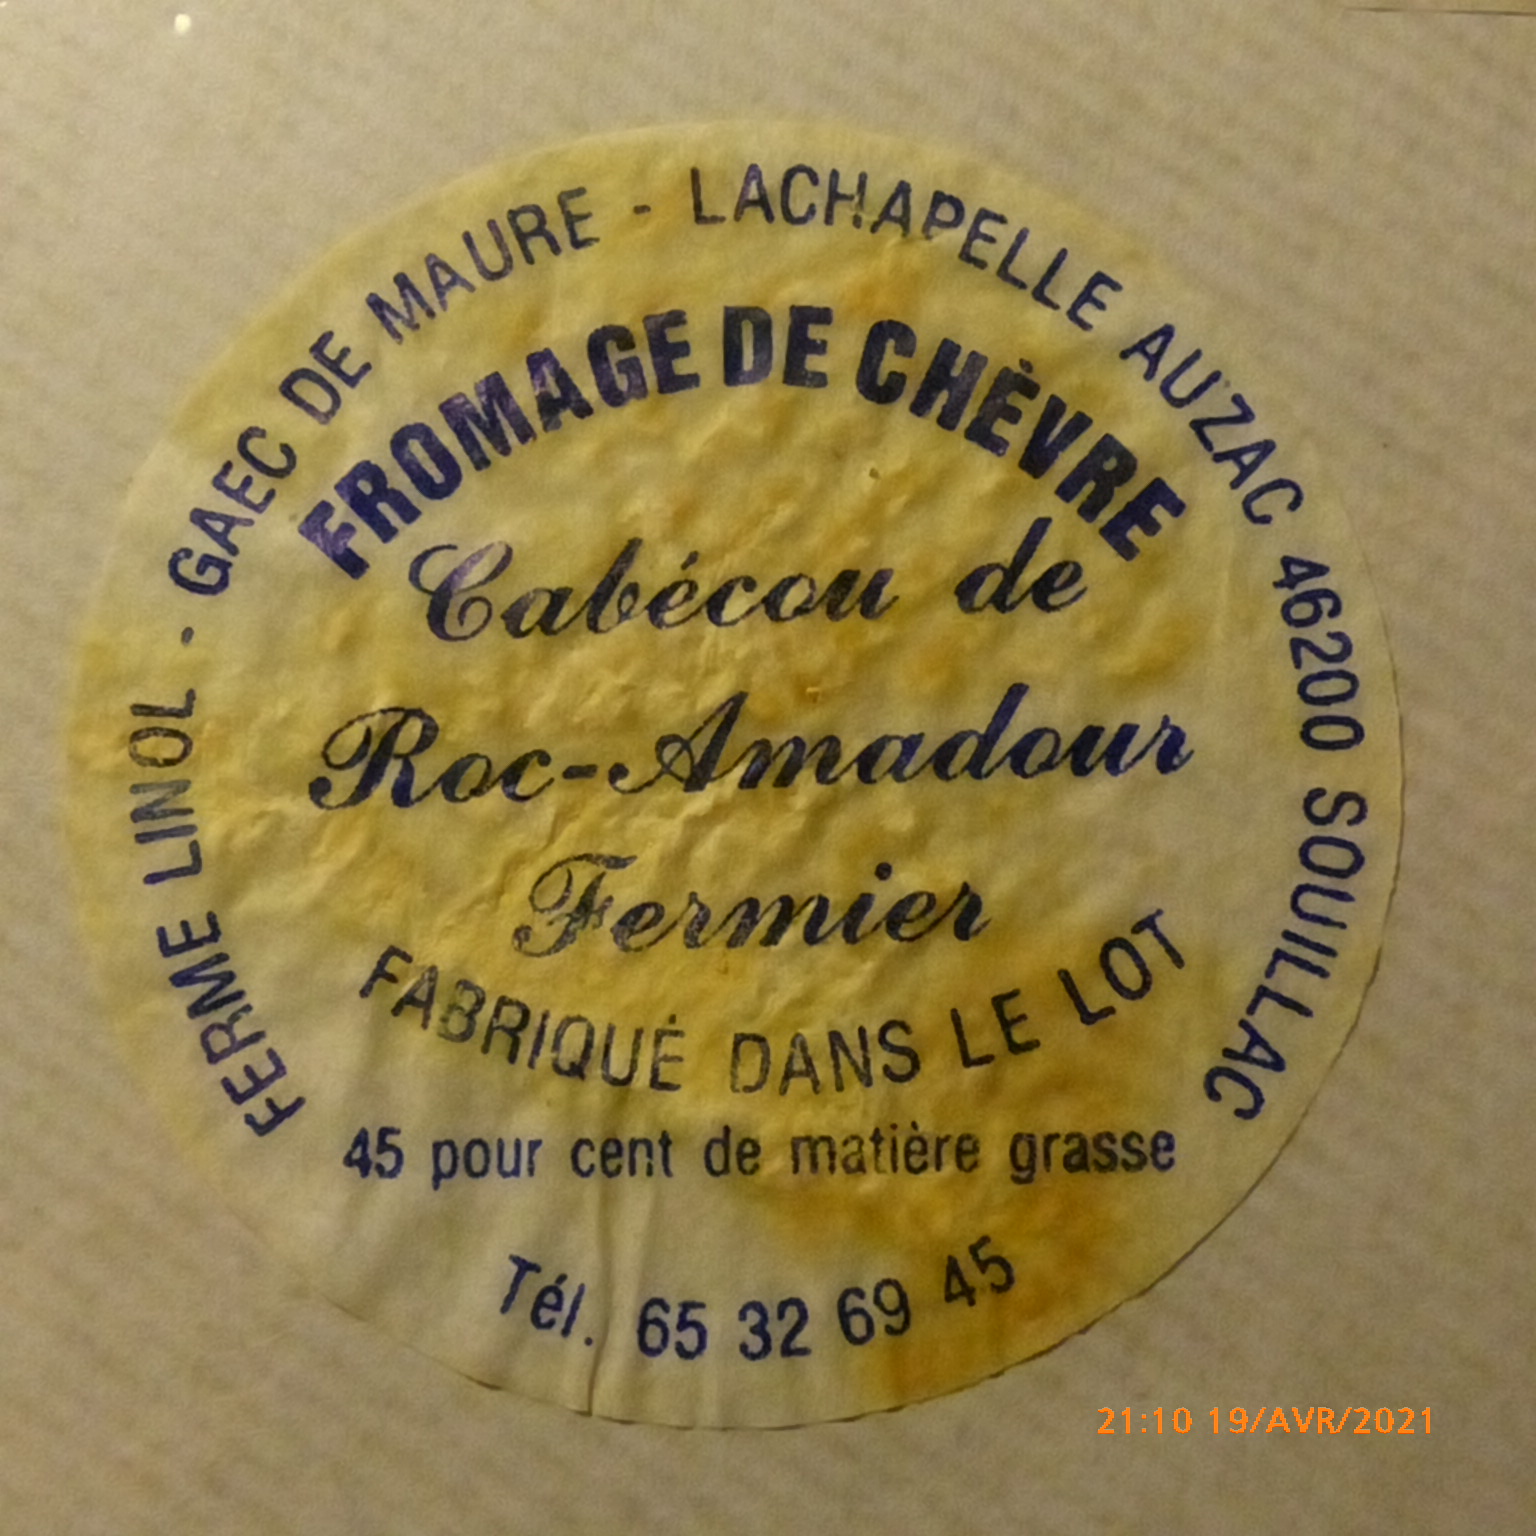 FERME LINOL - GAEC DE MAURE - LACHAPELLE AUZAC 46200 SOUILLAC
FROMAGE DE CHÈVRE
Cabécou de
Roc-Amadour
Fermier
FABRIQUÉ DANS LE LOT
45 pour cent de matière grasse
Tél. 65 32 69 45
21:10 19/AVR/2021